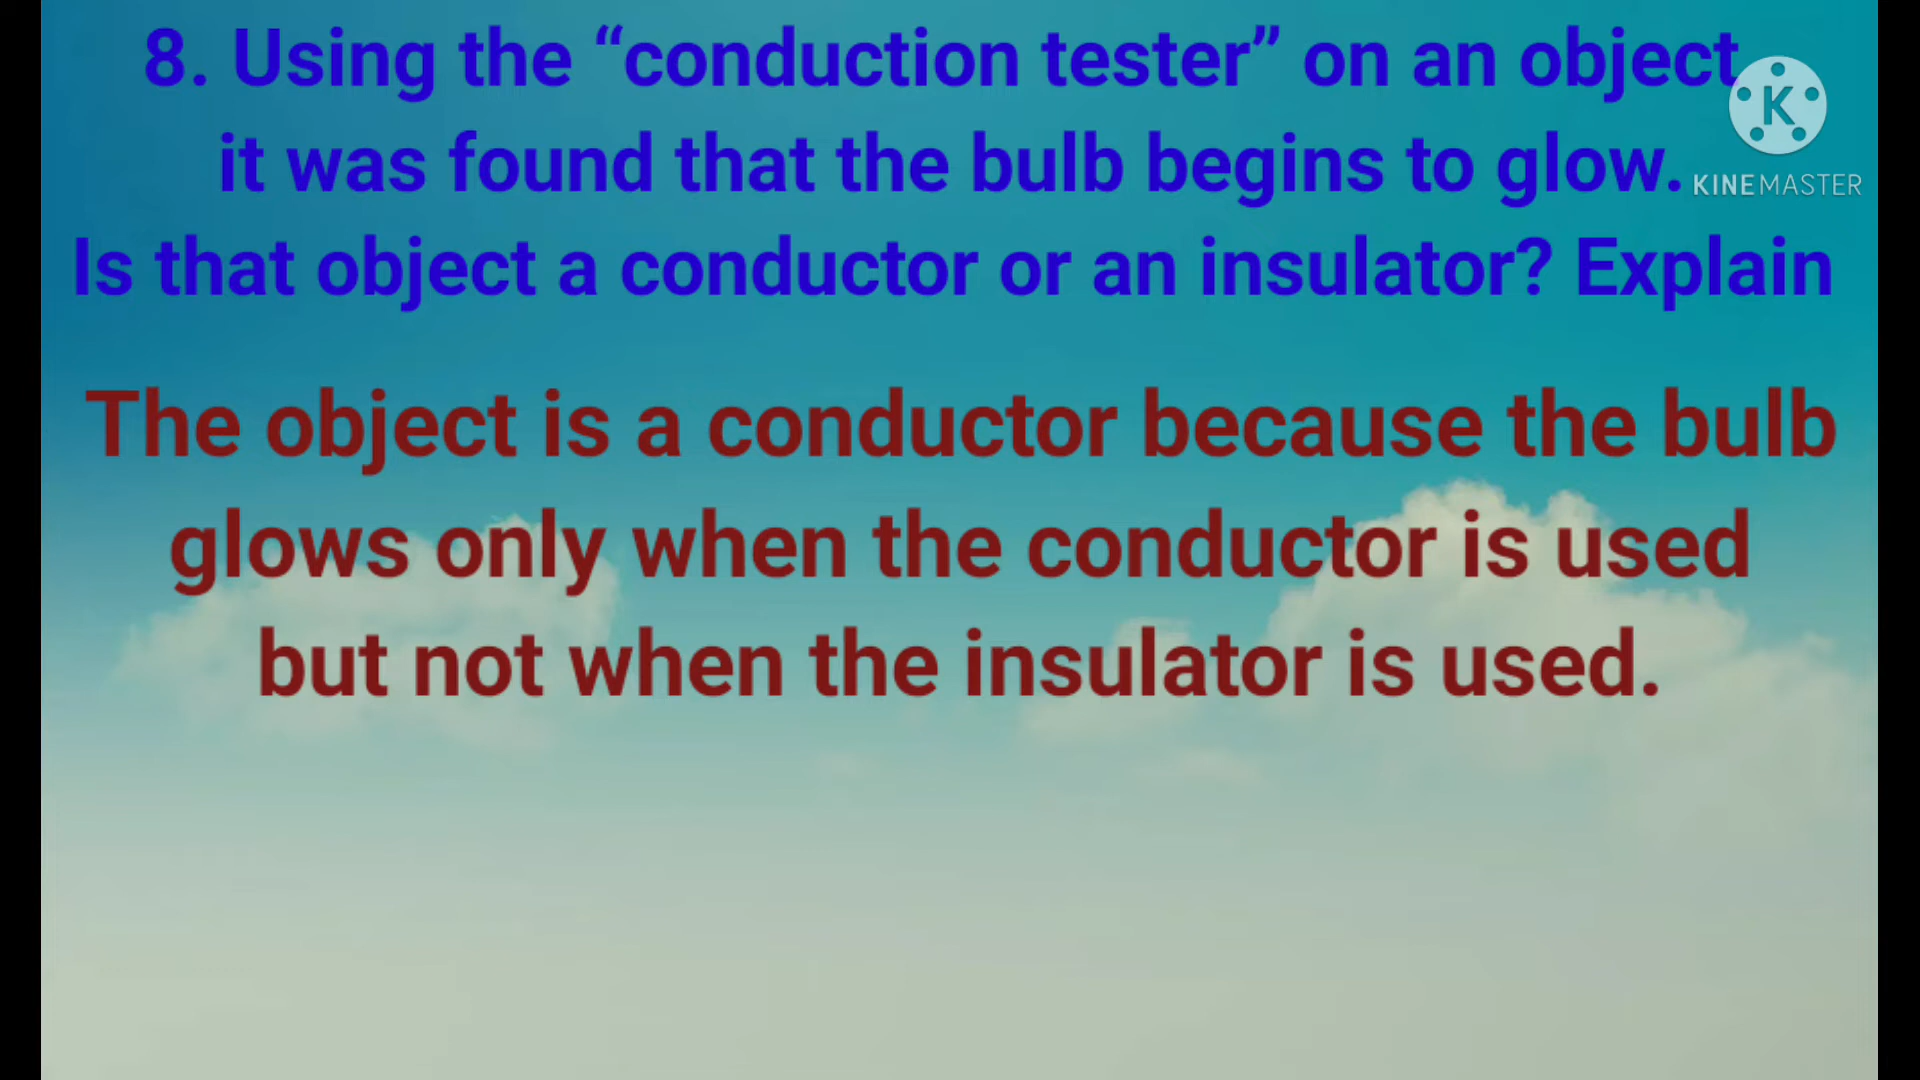 8. Using the “conduction tester” on an object
it was found that the bulb begins to glow.
Is that object a conductor or an insulator? Explain
The object is a conductor because the bulb
glows only when the conductor is used
but not when the insulator is used.
K
KINEMASTER